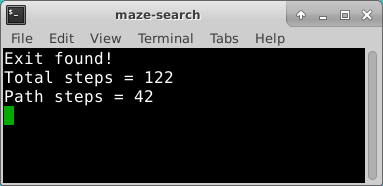 maze-search
File Edit View Terminal Tabs Help
Exit found!
Total steps = 122
Path steps = 42